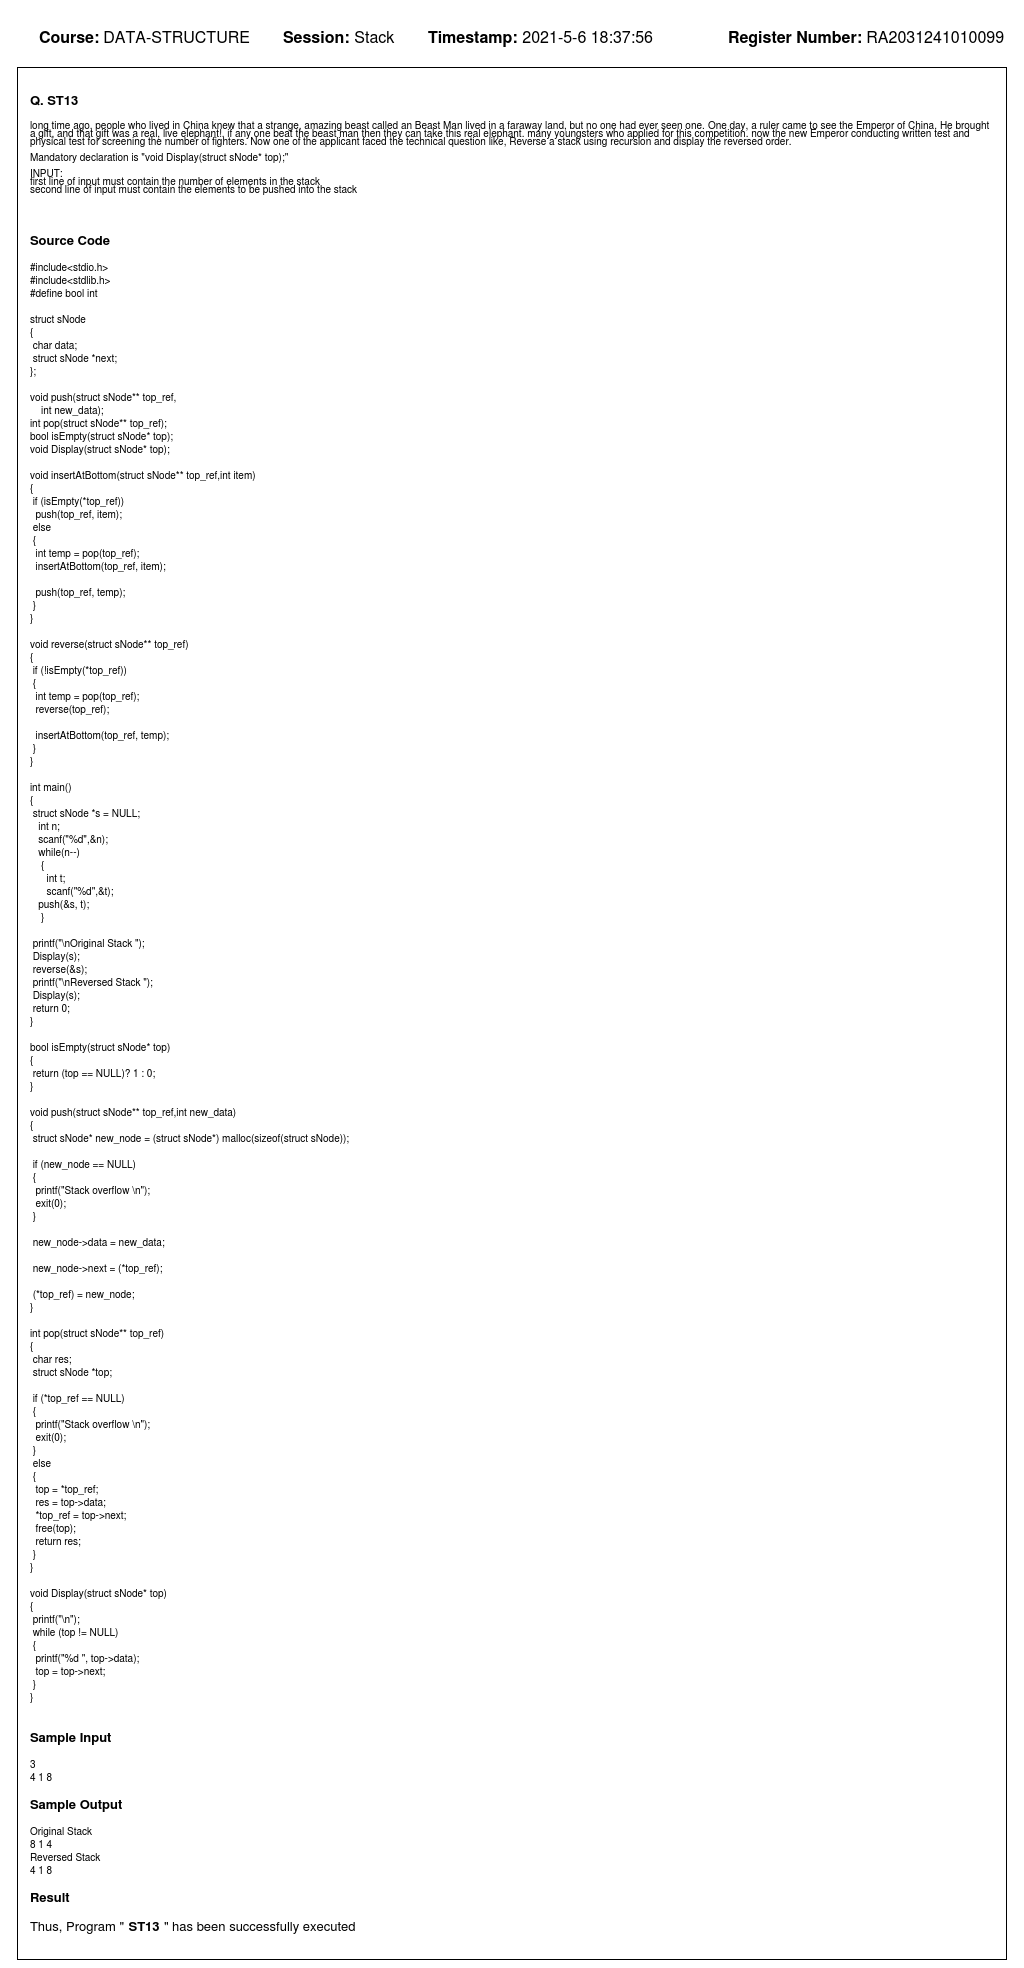 Course: DATA-STRUCTURE Session: Stack Timestamp: 2021-5-6 18:37:56 Register Number: RA2031241010099
Q. ST13
long time ago, people who lived in China knew that a strange, amazing beast called an Beast Man lived in a faraway land, but no one had ever seen one. One day, a ruler came to see the Emperor of China, He brought
a gift, and that gift was a real, live elephant!, if any one beat the beast man then they can take this real elephant. many youngsters who applied for this competition. now the new Emperor conducting written test and
physical test for screening the number of fighters. Now one of the applicant faced the technical question like, Reverse a stack using recursion and display the reversed order.
Mandatory declaration is "void Display(struct sNode* top);"
INPUT:
first line of input must contain the number of elements in the stack
second line of input must contain the elements to be pushed into the stack
Source Code
#include<stdio.h>
#include<stdlib.h>
#define bool int
struct sNode
{
char data;
struct sNode *next;
};
void push(struct sNode** top_ref,
int new_data);
int pop(struct sNode** top_ref);
bool isEmpty(struct sNode* top);
void Display(struct sNode* top);
void insertAtBottom(struct sNode** top_ref,int item)
{
if (isEmpty(*top_ref))
push(top_ref, item);
else
{
int temp = pop(top_ref);
insertAtBottom(top_ref, item);
push(top_ref, temp);
}
}
void reverse(struct sNode** top_ref)
{
if (!isEmpty(*top_ref))
{
int temp = pop(top_ref);
reverse(top_ref);
insertAtBottom(top_ref, temp);
}
}
int main()
{
struct sNode *s = NULL;
int n;
scanf("%d",&n);
while(n--)
{
int t;
scanf("%d",&t);
push(&s, t);
}
printf("\nOriginal Stack ");
Display(s);
reverse(&s);
printf("\nReversed Stack ");
Display(s);
return 0;
}
bool isEmpty(struct sNode* top)
{
return (top == NULL)? 1 : 0;
}
void push(struct sNode** top_ref,int new_data)
{
struct sNode* new_node = (struct sNode*) malloc(sizeof(struct sNode));
if (new_node == NULL)
{
printf("Stack overflow \n");
exit(0);
}
new_node->data = new_data;
new_node->next = (*top_ref);
(*top_ref) = new_node;
}
int pop(struct sNode** top_ref)
{
char res;
struct sNode *top;
if (*top_ref == NULL)
{
printf("Stack overflow \n");
exit(0);
}
else
{
top = *top_ref;
res = top->data;
*top_ref = top->next;
free(top);
return res;
}
}
void Display(struct sNode* top)
{
printf("\n");
while (top != NULL)
{
printf("%d ", top->data);
top = top->next;
}
}
Sample Input
3
4 1 8
Sample Output
Original Stack
8 1 4
Reversed Stack
4 1 8
Result
Thus, Program " ST13 " has been successfully executed